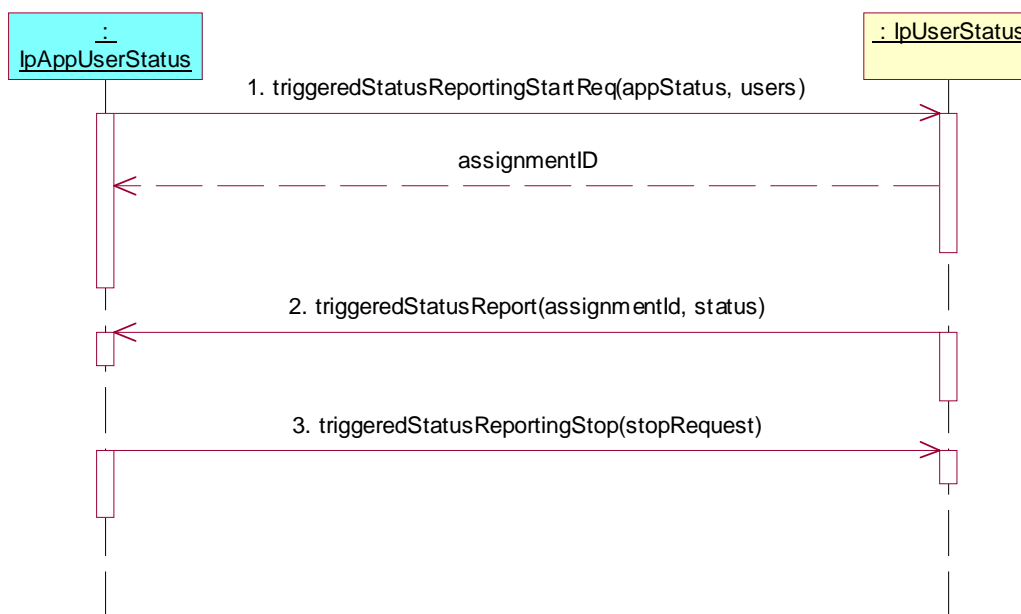 :
IpAppUserStatus
: IpUserStatus
1. triggeredStatusReportingStartReq(appStatus, users)
assignmentID
2. triggeredStatusReport(assignmentId, status)
3. triggeredStatusReportingStop(stopRequest)